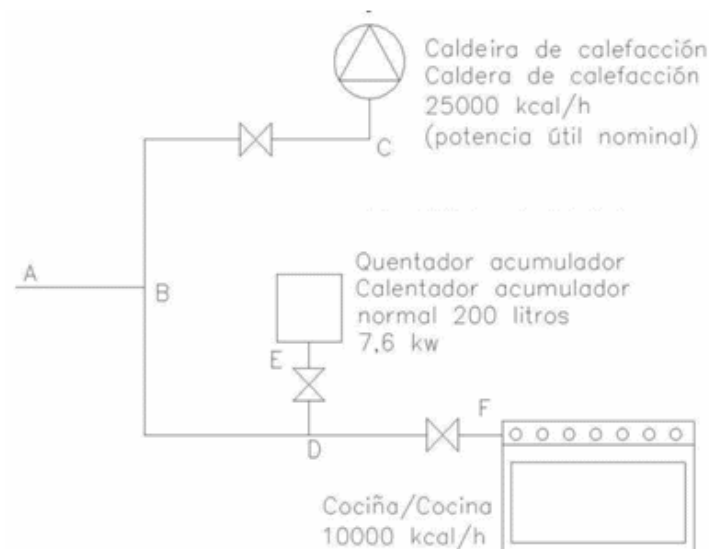 Caldeira de calefacción
Caldera de calefacción
25000 kcal/h
(potencia útil nominal)
C
A
B
Quentador acumulador
Calentador acumulador
normal 200 litros
7,6 kw
E
F
D
Cociña/Cocina
10000 kcal/h